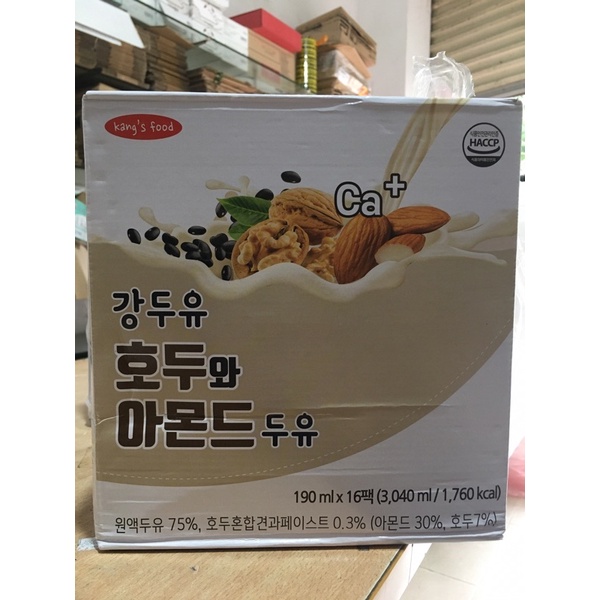 kang's food
HACCP
Ca+
강두유
호두와
아몬드 두유
190 ml x 16팩 (3,040 ml / 1,760 kcal)
원액두유 75%, 호두혼합견과페이스트 0.3% (아몬드 30%, 호두7%)